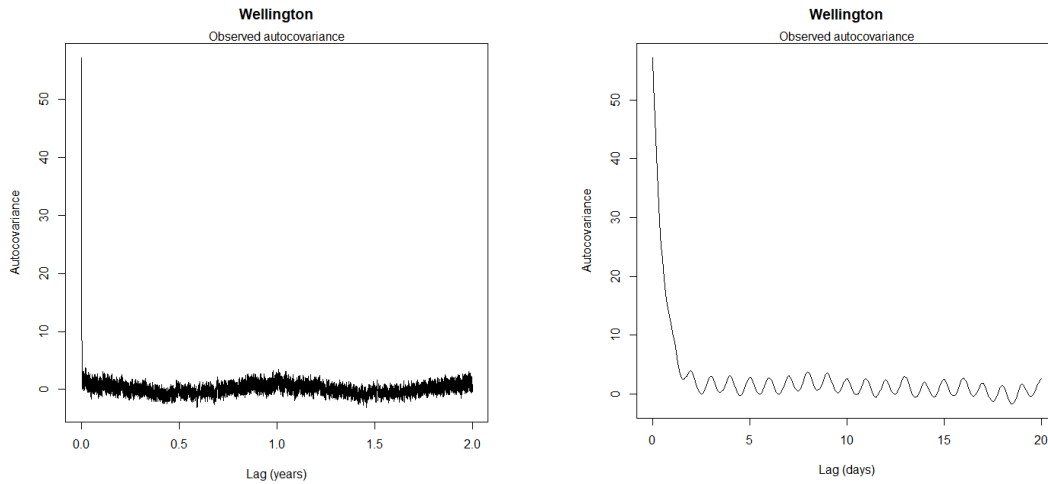 Wellington
Observed autocovariance
Autocovariance
50
40
30
20
10
0
0.0 0.5 1.0 1.5 2.0
Lag (years)
Wellington
Observed autocovariance
Autocovariance
50
40
30
20
10
0
0 5 10 15 20
Lag (days)